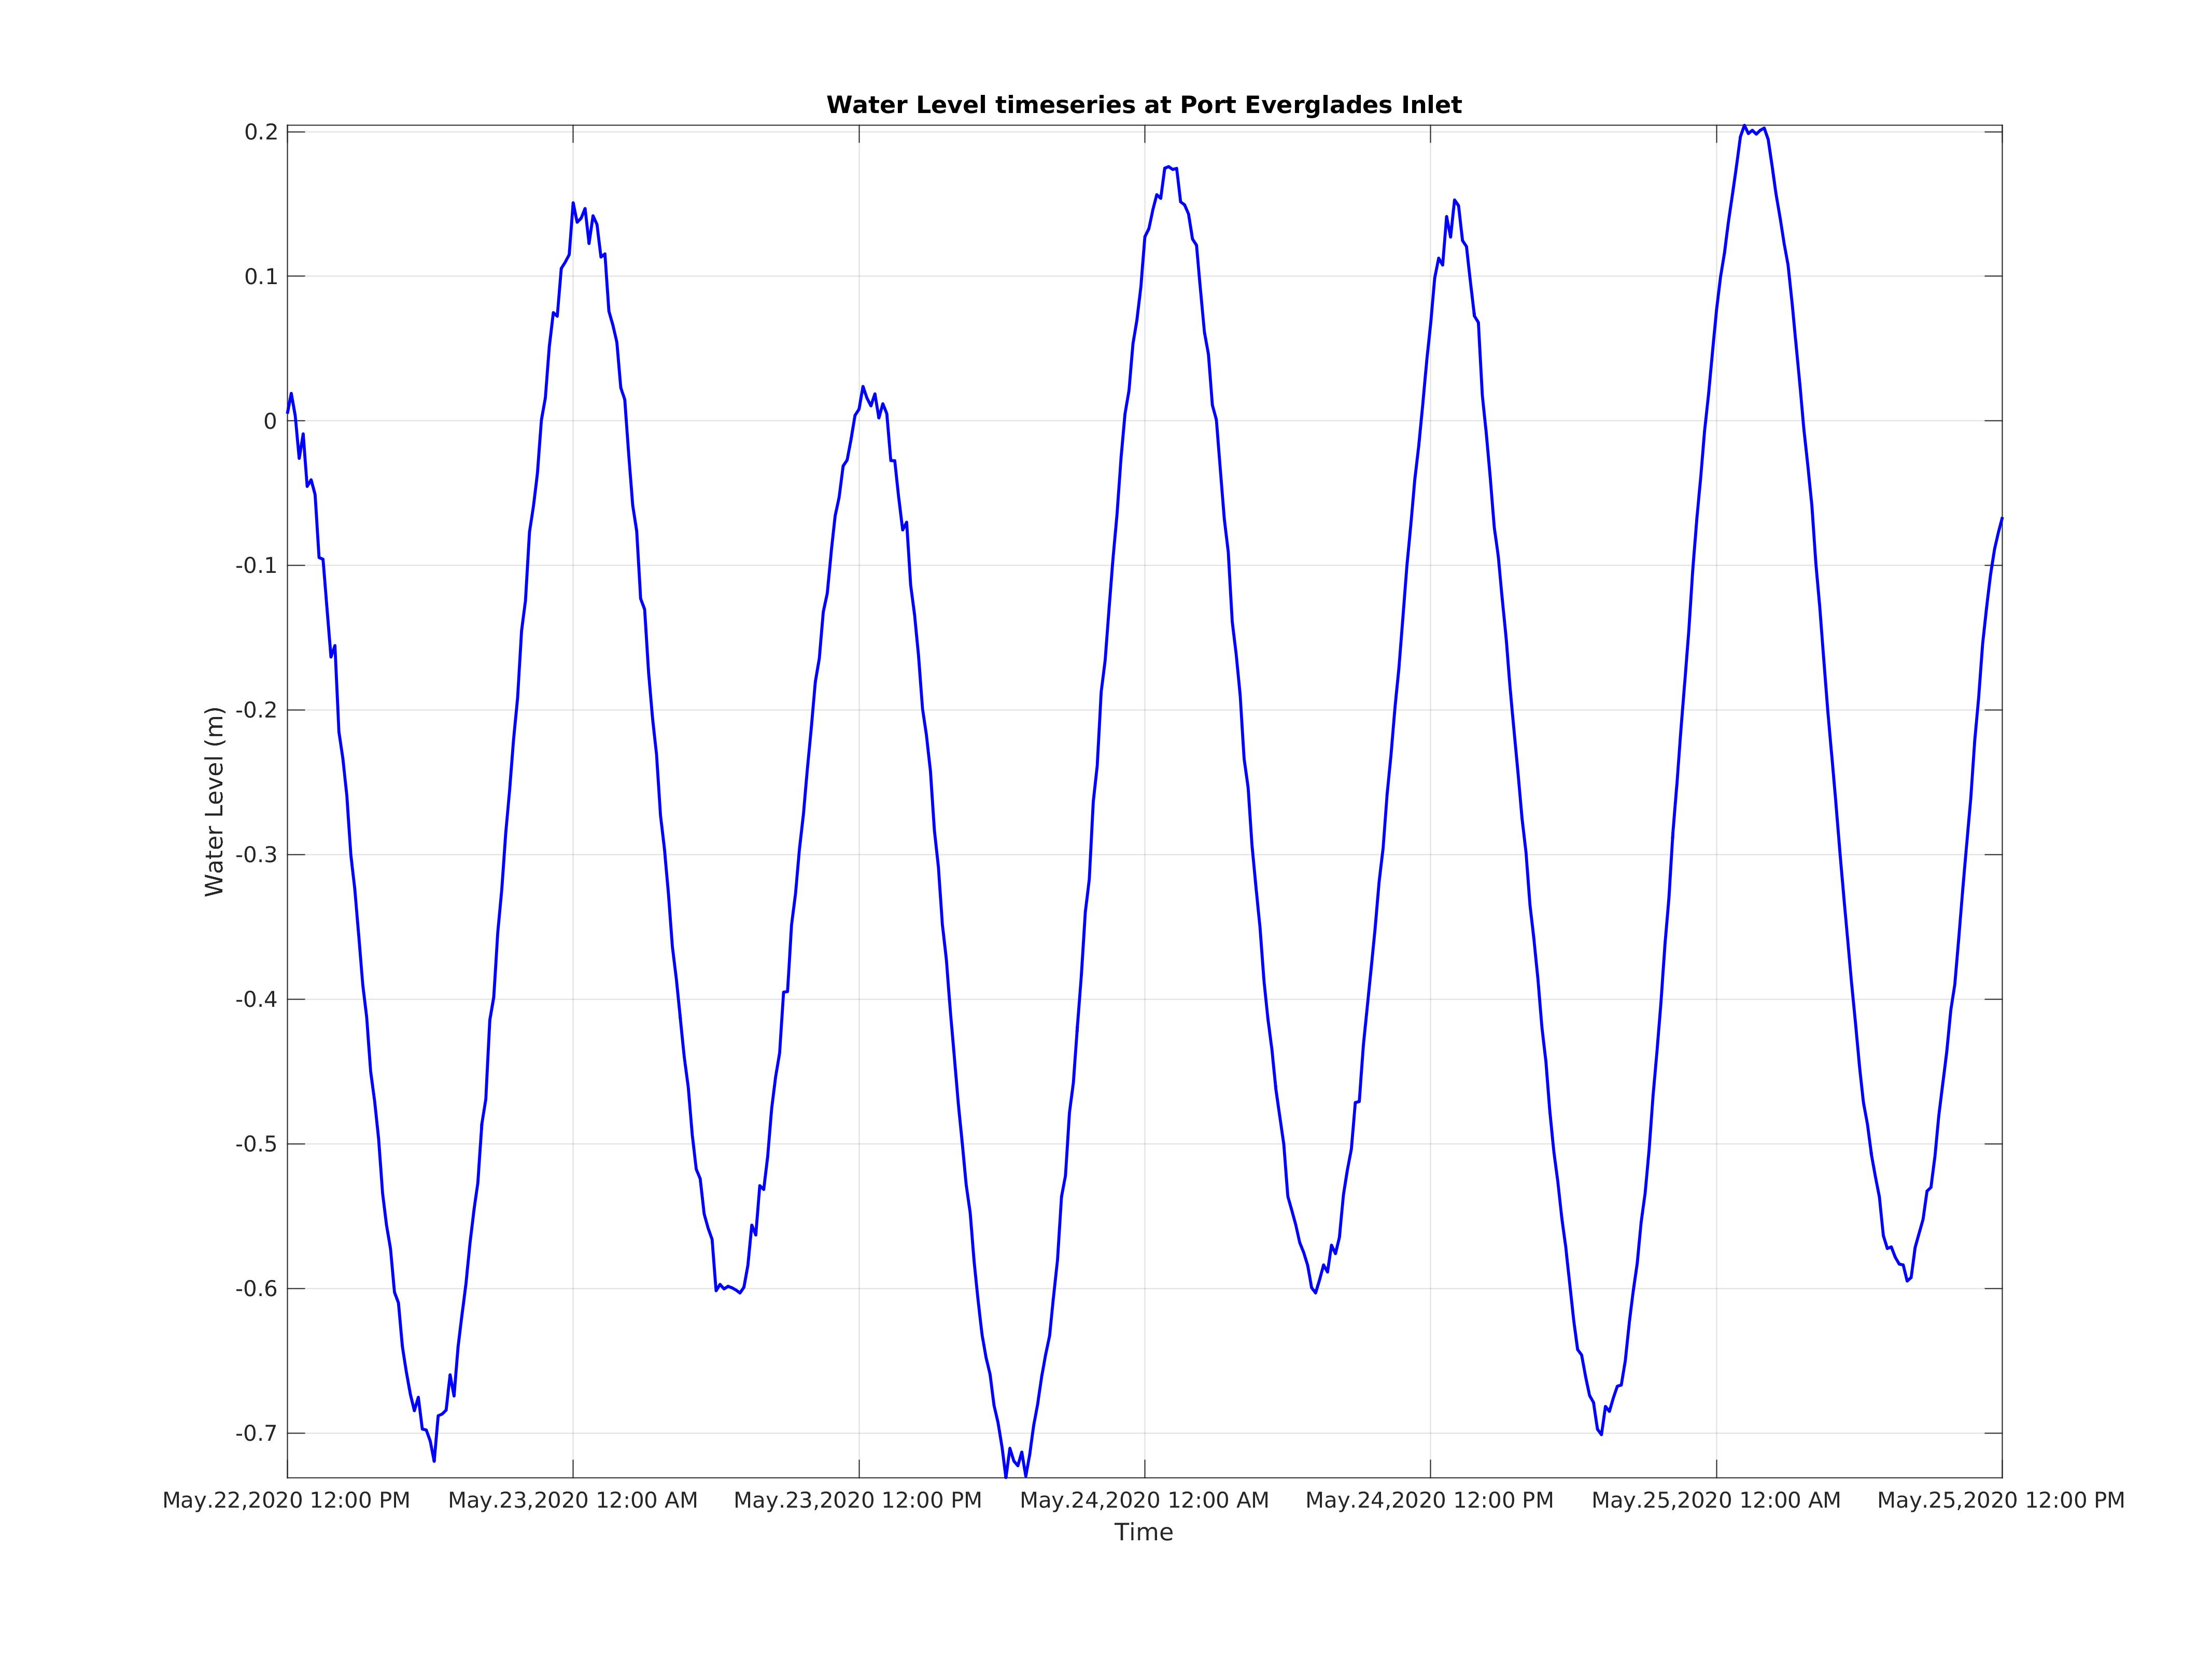 Water Level timeseries at Port Everglades Inlet
0.2
0.1
0
-0.1
-0.2
-0.3
-0.4
-0.5
-0.6
-0.7
Water Level (m)
May.22,2020 12:00 PM May.23,2020 12:00 AM May.23,2020 12:00 PM May.24,2020 12:00 AM May.24,2020 12:00 PM May.25,2020 12:00 AM May.25,2020 12:00 PM
Time